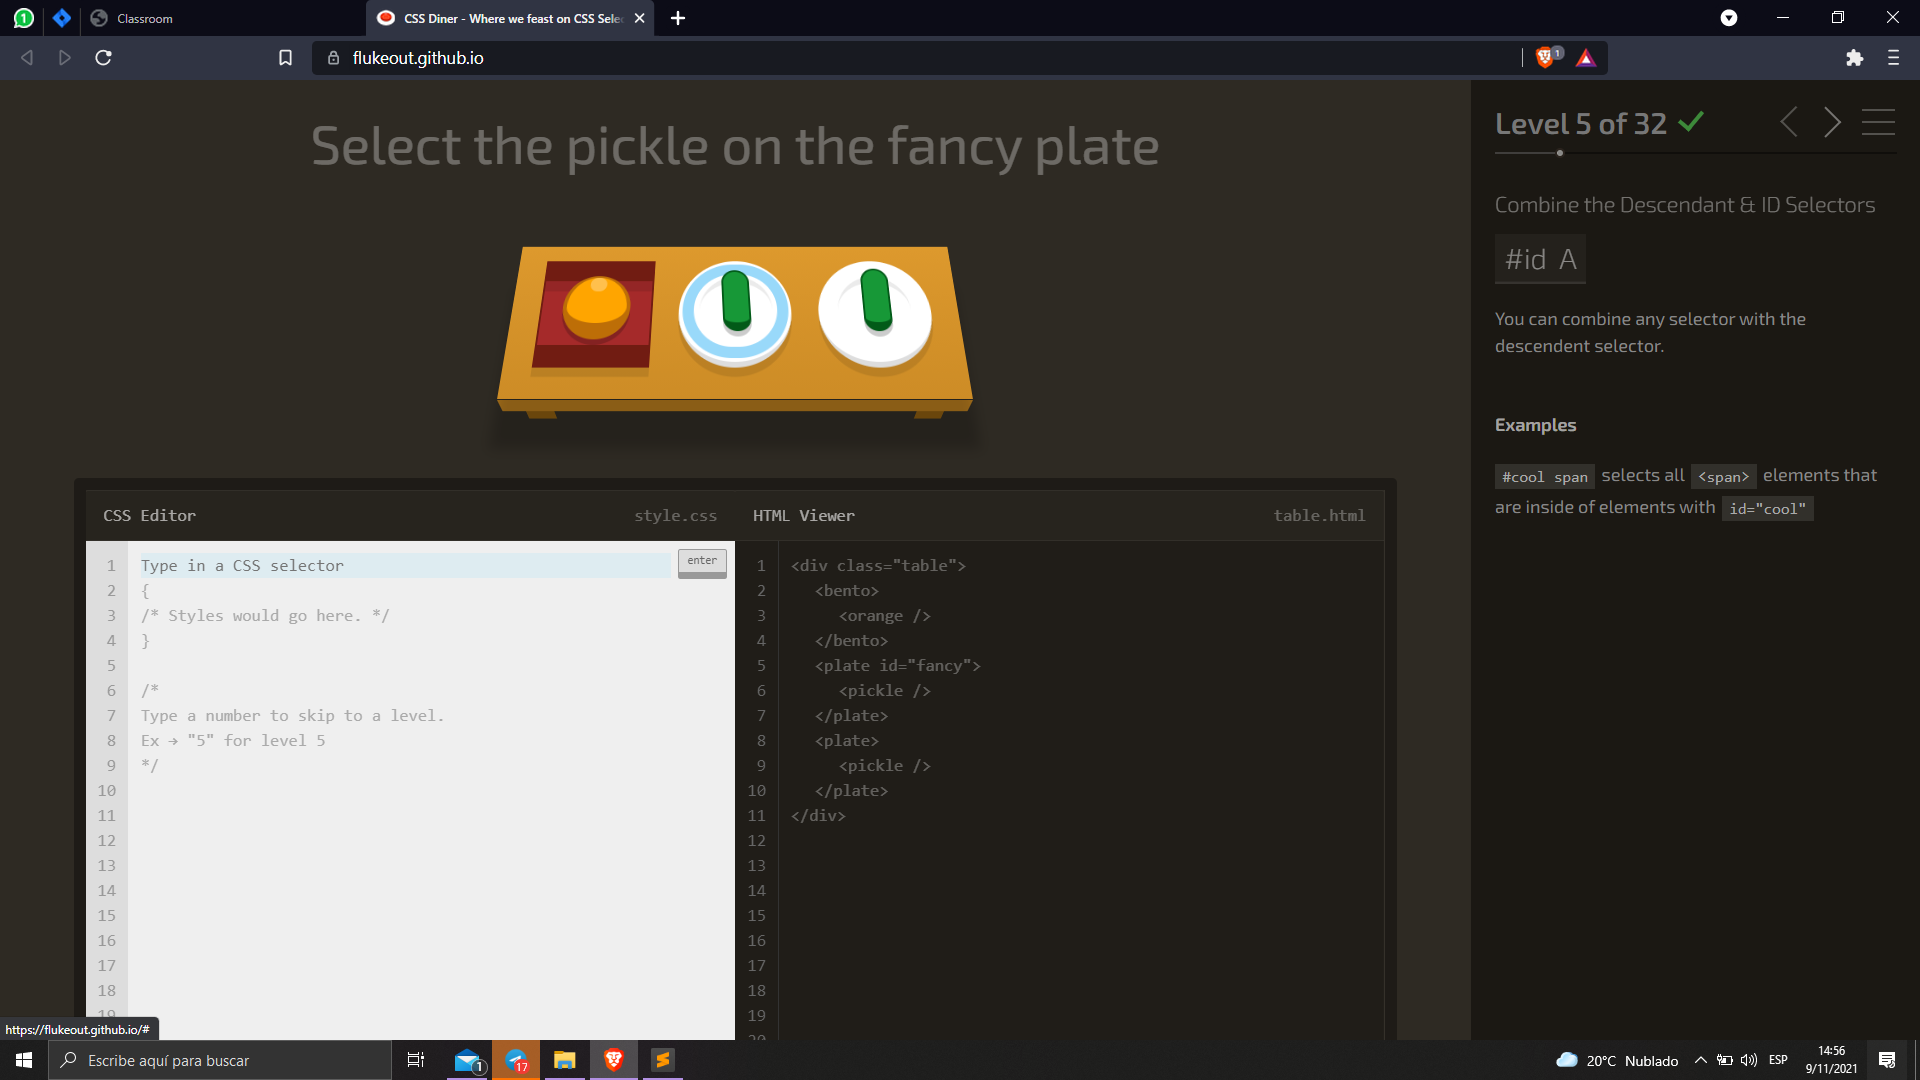 1
Classroom
CSS Diner - Where we feast on CSS Sele
flukeout.github.io
1
Select the pickle on the fancy plate
Level 5 of 32
Combine the Descendant & ID Selectors
#id A
You can combine any selector with the
descendent selector.
Examples
#cool span selects all <span> elements that
are inside of elements with id="cool"
CSS Editor
style.css
HTML Viewer
table.html
enter
1 Type in a CSS selector
2 {
3 /* Styles would go here. */
4 }
5
6 /*
7 Type a number to skip to a level.
8 Ex → "5" for level 5
9 */
10
11
12
13
14
15
16
17
18
19
1 <div class="table">
2 <bento>
3 <orange />
4 </bento>
5 <plate id="fancy">
6 <pickle />
7 </plate>
8 <plate>
9 <pickle />
10 </plate>
11 </div>
12
13
14
15
16
17
18
19
20
https://flukeout.github.io/#
Escribe aquí para buscar
1
17
20°C Nublado
ESP
14:56
9/11/2021